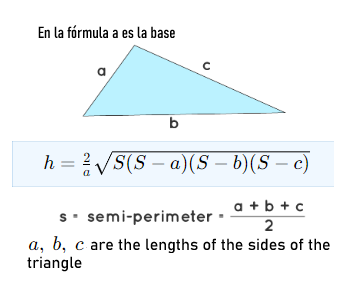 En la fórmula a es la base
a
c
b
h = 2/a √S(S − a)(S − b)(S − c)
s = semi-perimeter = a + b + c / 2
a, b, c are the lengths of the sides of the
triangle